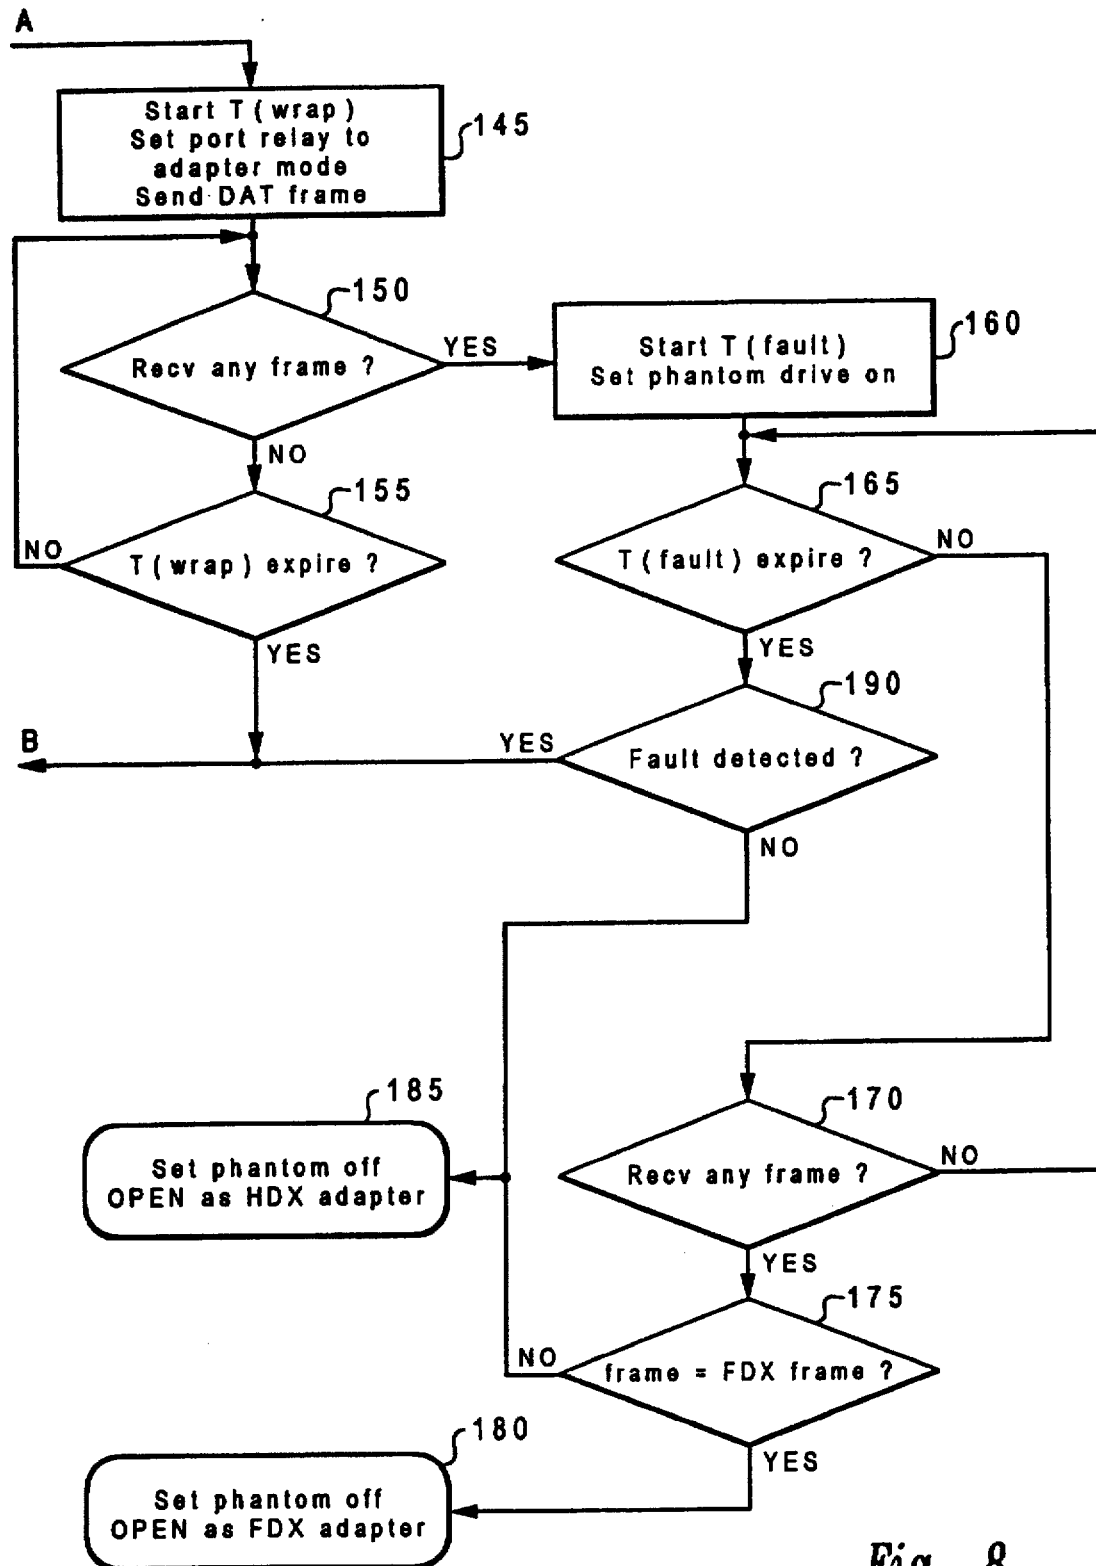 A
Start T(wrap)
Set port relay to
adapter mode
Send DAT frame
145
150
Recv any frame ?
YES
NO
160
Start T(fault)
Set phantom drive on
155
T(wrap) expire ?
NO
YES
165
T(fault) expire ?
NO
YES
190
Fault detected ?
YES
NO
B
185
Set phantom off
OPEN as HDX adapter
170
Recv any frame ?
NO
YES
175
frame = FDX frame ?
NO
YES
180
Set phantom off
OPEN as FDX adapter
Fig. 8